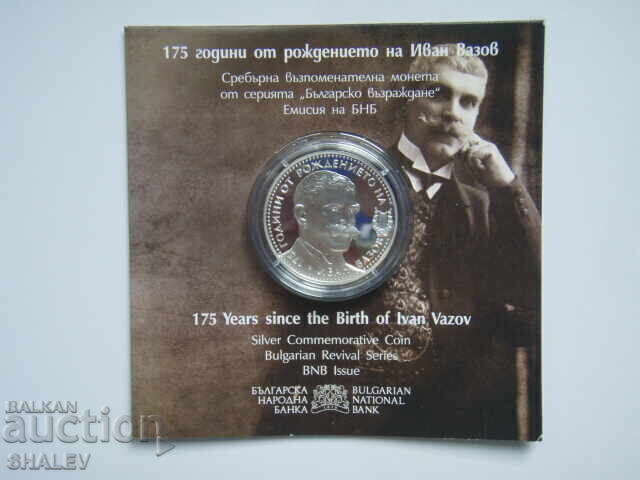 175 години от рождението на Иван Вазов
Сребърна възпоменателна монета
от серията „Българско възраждане“
Емисия на БНБ
ГОДИНИ ОТ РОЖДЕНИЕТО НА
175 Years since the Birth of Ivan Vazov
Silver Commemorative Coin
Bulgarian Revival Series
BNB Issue
БЪЛГАРСКА НАРОДНА БАНКА
BULGARIAN NATIONAL BANK
BALKAN
auction
SHALEV